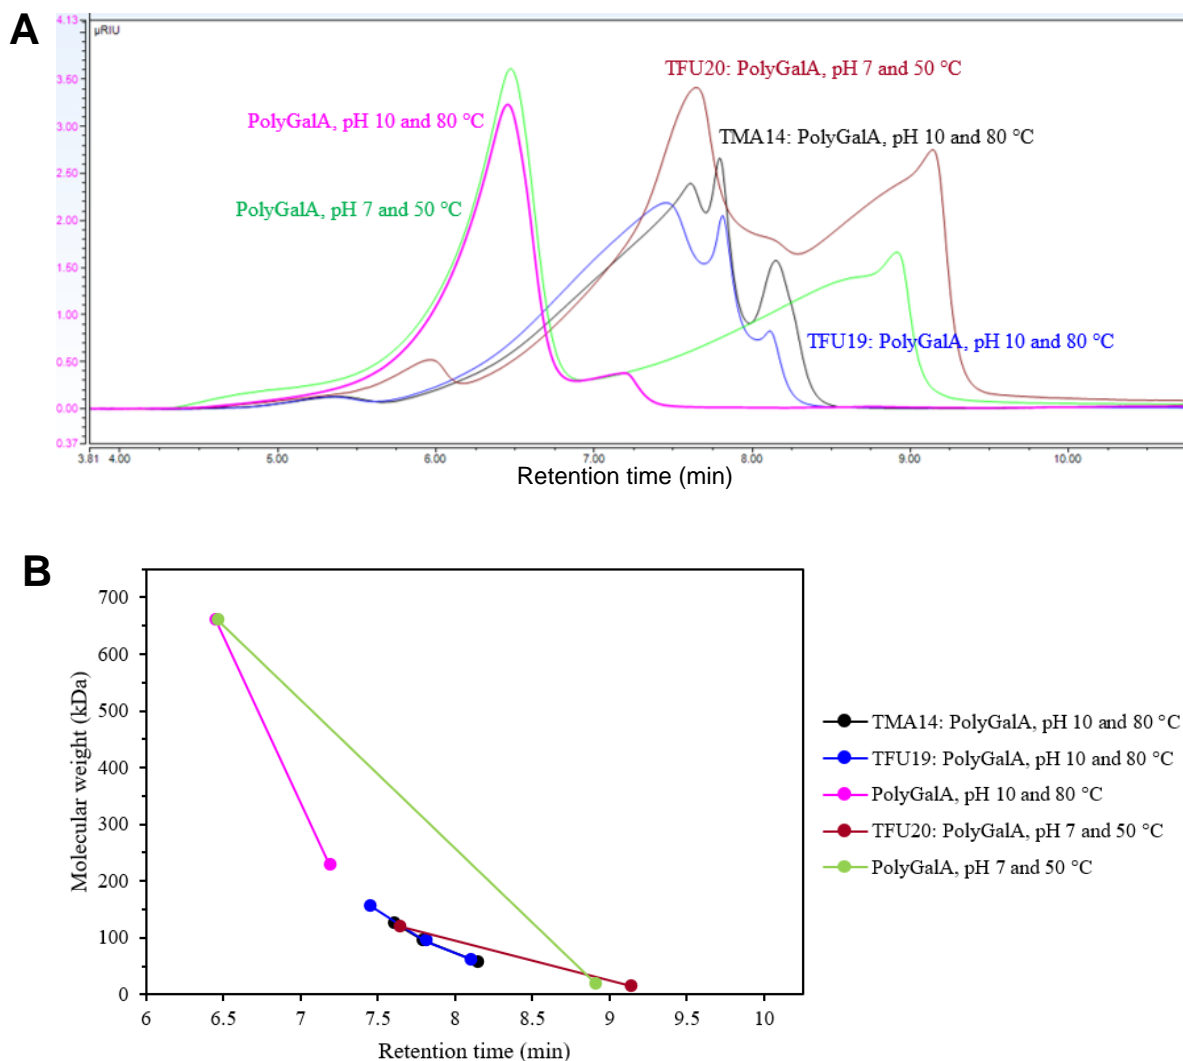 A
4.13
µRIU
3.50
3.00
2.50
2.00
1.50
1.00
0.50
0.00
0.37
TFU20: PolyGalA, pH 7 and 50 °C
PolyGalA, pH 10 and 80 °C
TMA14: PolyGalA, pH 10 and 80 °C
PolyGalA, pH 7 and 50 °C
TFU19: PolyGalA, pH 10 and 80 °C
3.81 4.00 5.00 6.00 7.00 8.00 9.00 10.00
Retention time (min)
B
Molecular weight (kDa)
700
600
500
400
300
200
100
0
6 6.5 7 7.5 8 8.5 9 9.5 10
Retention time (min)
TMA14: PolyGalA, pH 10 and 80 °C
TFU19: PolyGalA, pH 10 and 80 °C
PolyGalA, pH 10 and 80 °C
TFU20: PolyGalA, pH 7 and 50 °C
PolyGalA, pH 7 and 50 °C